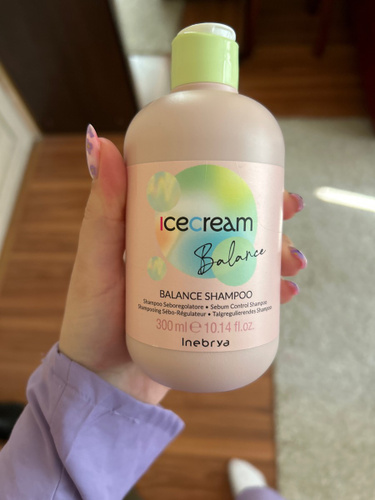 ICECREAM
Balance
BALANCE SHAMPOO
Shampoo Seboregolatore • Sebum Control Shampoo
Shampooing Sébo-Régulateur • Talgregulierendes Shampoo
300 ml ℮ 10.14 fl.oz.
Inebrya